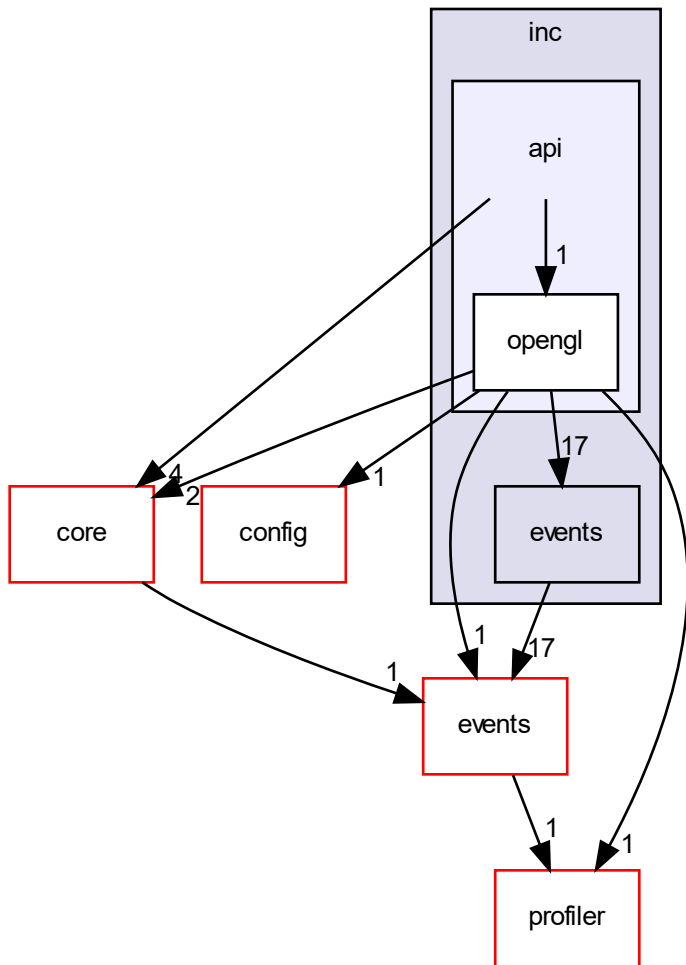 inc
api
1
opengl
4
2
1
17
core
config
events
1
1
17
events
1
1
profiler